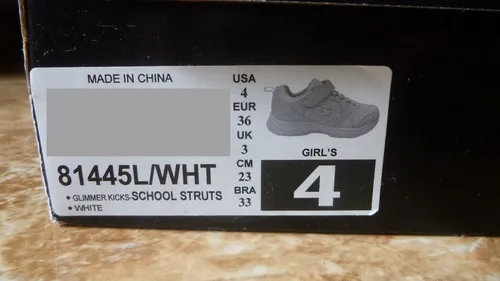 MADE IN CHINA
81445L/WHT
• GLIMMER KICKS-SCHOOL STRUTS
• WHITE
USA
4
EUR
36
UK
3
CM
23
BRA
33
GIRL'S
4